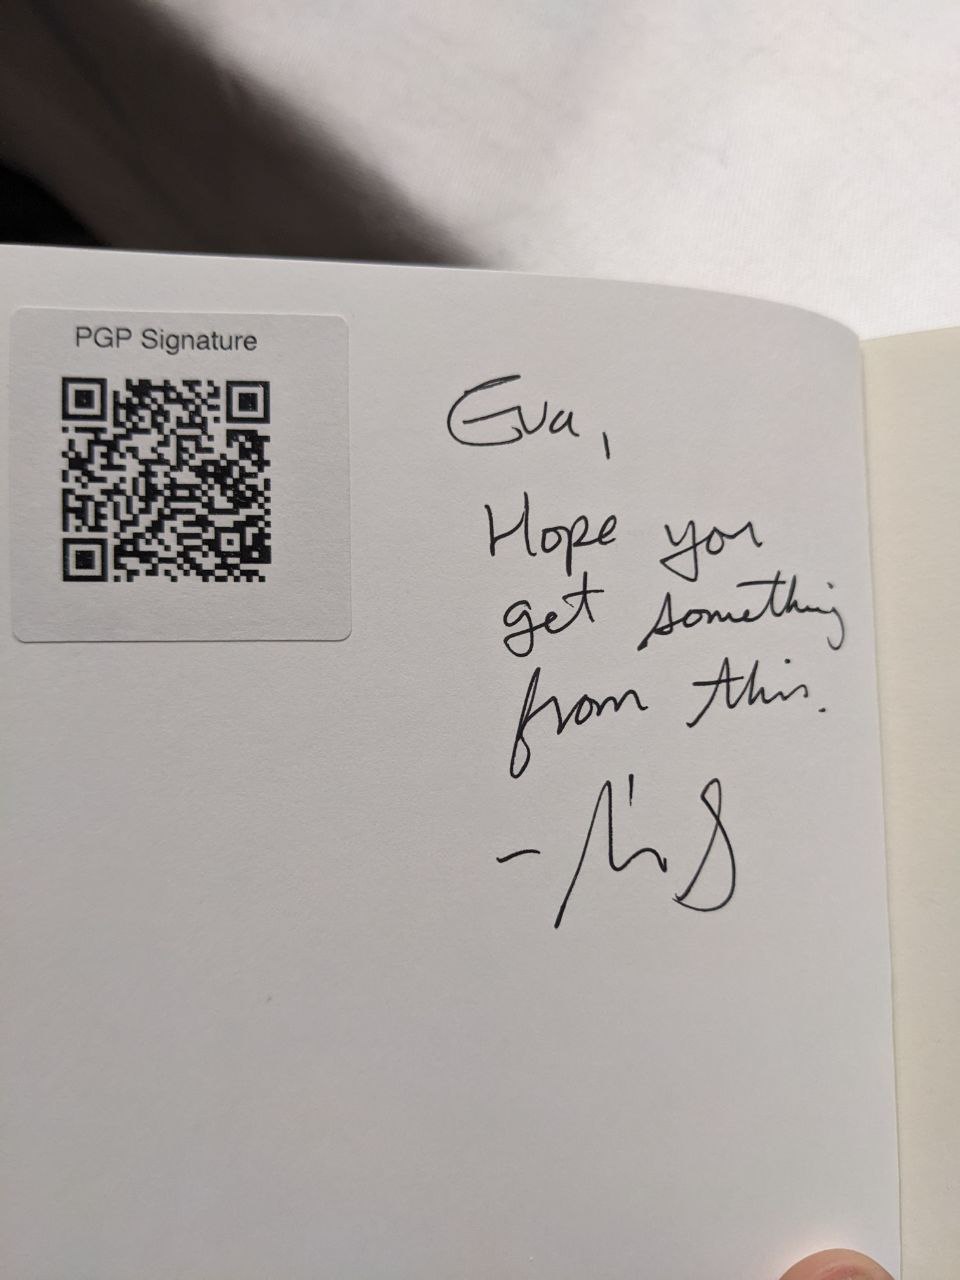 PGP Signature
Eva,
Hope you
get something
from this.